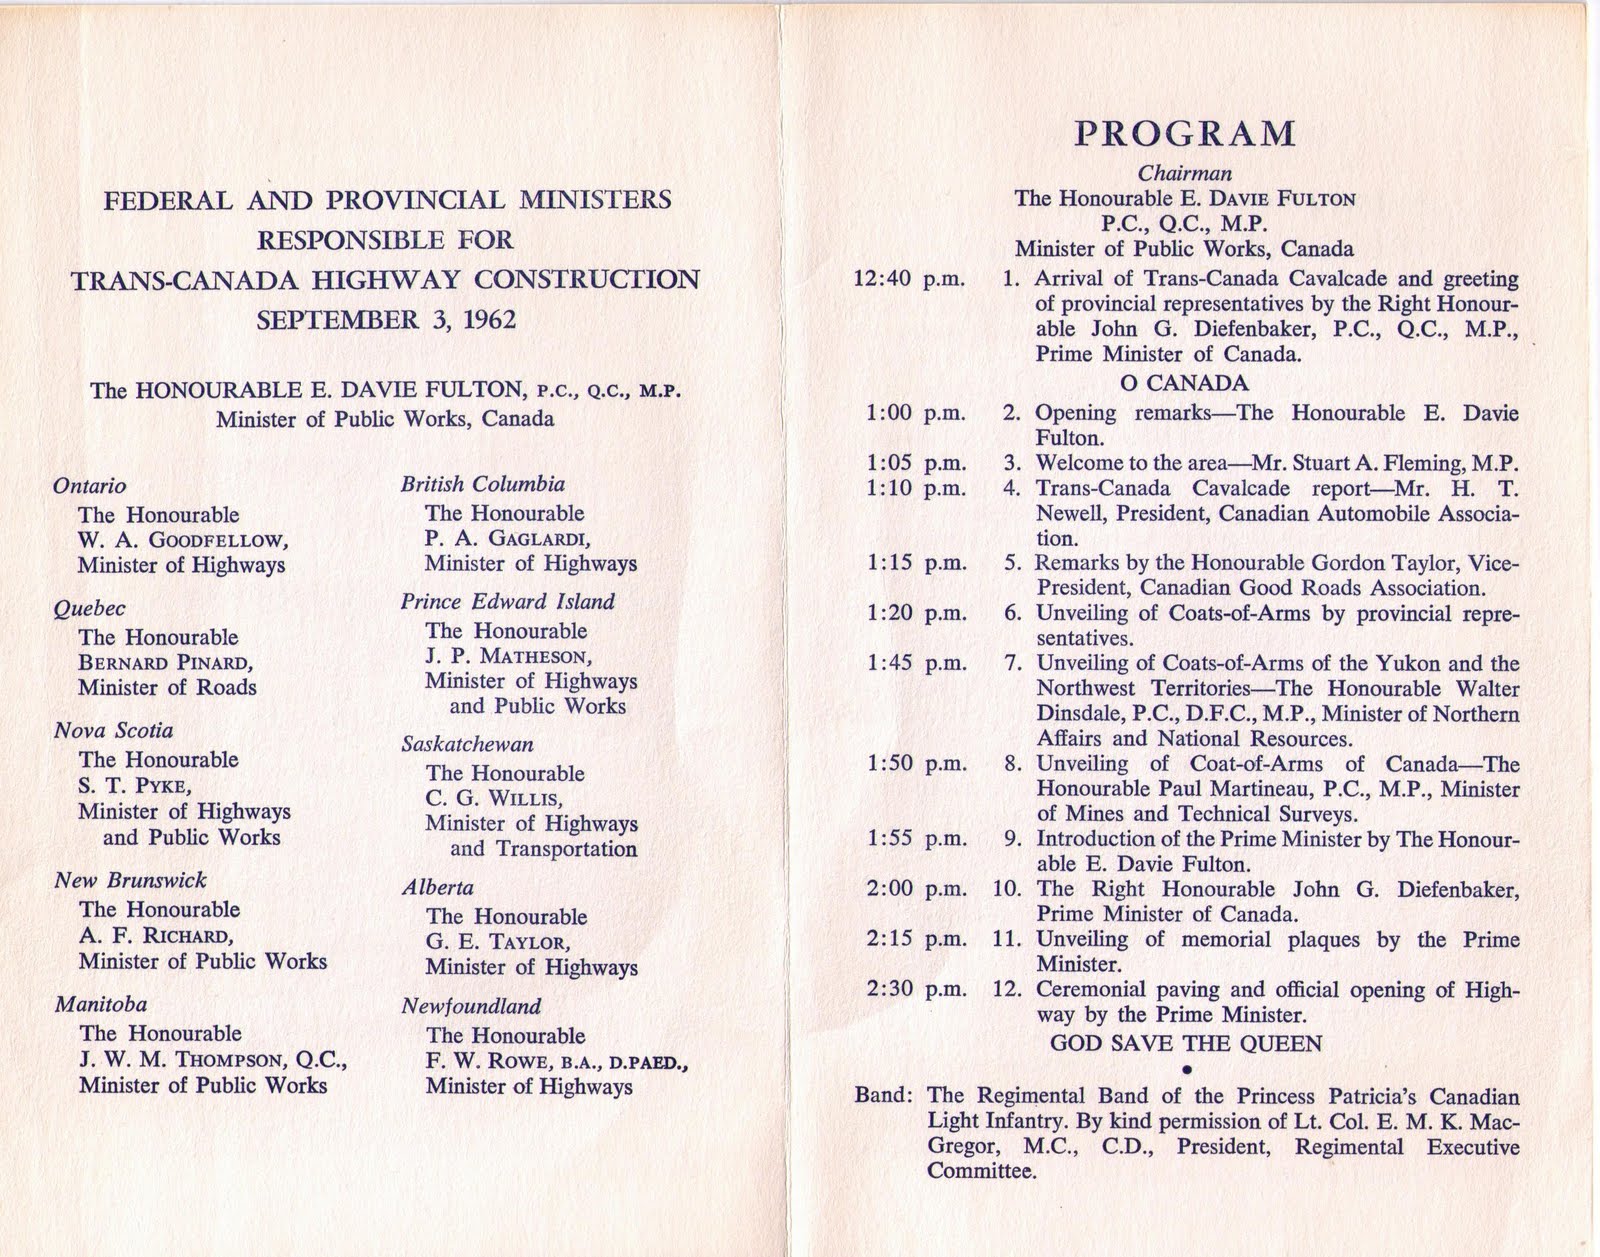 FEDERAL AND PROVINCIAL MINISTERS
RESPONSIBLE FOR
TRANS-CANADA HIGHWAY CONSTRUCTION
SEPTEMBER 3, 1962
The HONOURABLE E. DAVIE FULTON, P.C., Q.C., M.P.
Minister of Public Works, Canada
Ontario
The Honourable
W. A. GOODFELLOW,
Minister of Highways
Quebec
The Honourable
BERNARD PINARD,
Minister of Roads
Nova Scotia
The Honourable
S. T. PYKE,
Minister of Highways
and Public Works
New Brunswick
The Honourable
A. F. RICHARD,
Minister of Public Works
Manitoba
The Honourable
J. W. M. THOMPSON, Q.C.,
Minister of Public Works
British Columbia
The Honourable
P. A. GAGLARDI,
Minister of Highways
Prince Edward Island
The Honourable
J. P. MATHESON,
Minister of Highways
and Public Works
Saskatchewan
The Honourable
C. G. WILLIS,
Minister of Highways
and Transportation
Alberta
The Honourable
G. E. TAYLOR,
Minister of Highways
Newfoundland
The Honourable
F. W. ROWE, B.A., D.PAED.,
Minister of Highways
PROGRAM
Chairman
The Honourable E. DAVIE FULTON
P.C., Q.C., M.P.
Minister of Public Works, Canada
12:40 p.m. 1. Arrival of Trans-Canada Cavalcade and greeting
of provincial representatives by the Right Honour-
able John G. Diefenbaker, P.C., Q.C., M.P.,
Prime Minister of Canada.
O CANADA
1:00 p.m. 2. Opening remarks—The Honourable E. Davie
Fulton.
1:05 p.m. 3. Welcome to the area—Mr. Stuart A. Fleming, M.P.
1:10 p.m. 4. Trans-Canada Cavalcade report—Mr. H. T.
Newell, President, Canadian Automobile Associa-
tion.
1:15 p.m. 5. Remarks by the Honourable Gordon Taylor, Vice-
President, Canadian Good Roads Association.
1:20 p.m. 6. Unveiling of Coats-of-Arms by provincial repre-
sentatives.
1:45 p.m. 7. Unveiling of Coats-of-Arms of the Yukon and the
Northwest Territories—The Honourable Walter
Dinsdale, P.C., D.F.C., M.P., Minister of Northern
Affairs and National Resources.
1:50 p.m. 8. Unveiling of Coat-of-Arms of Canada—The
Honourable Paul Martineau, P.C., M.P., Minister
of Mines and Technical Surveys.
1:55 p.m. 9. Introduction of the Prime Minister by The Honour-
able E. Davie Fulton.
2:00 p.m. 10. The Right Honourable John G. Diefenbaker,
Prime Minister of Canada.
2:15 p.m. 11. Unveiling of memorial plaques by the Prime
Minister.
2:30 p.m. 12. Ceremonial paving and official opening of High-
way by the Prime Minister.
GOD SAVE THE QUEEN
●
Band: The Regimental Band of the Princess Patricia's Canadian
Light Infantry. By kind permission of Lt. Col. E. M. K. Mac-
Gregor, M.C., C.D., President, Regimental Executive
Committee.